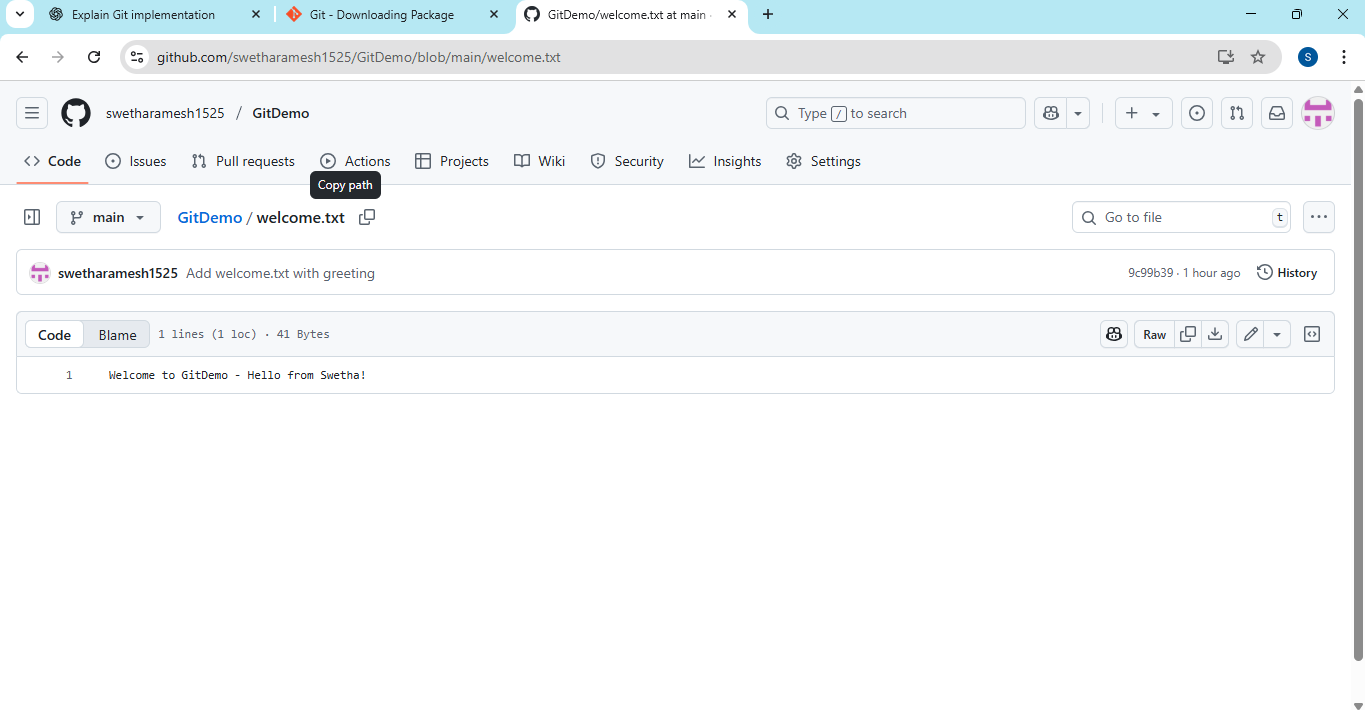 Explain Git implementation
Git - Downloading Package
GitDemo/welcome.txt at main
github.com/swetharamesh1525/GitDemo/blob/main/welcome.txt
S
swetharamesh1525 / GitDemo
Type / to search
Code
Issues
Pull requests
Actions
Projects
Wiki
Security
Insights
Settings
Copy path
main
GitDemo / welcome.txt
Go to file
t
swetharamesh1525 Add welcome.txt with greeting
9c99b39 · 1 hour ago
History
Code
Blame
1 lines (1 loc) · 41 Bytes
Raw
1 Welcome to GitDemo - Hello from Swetha!